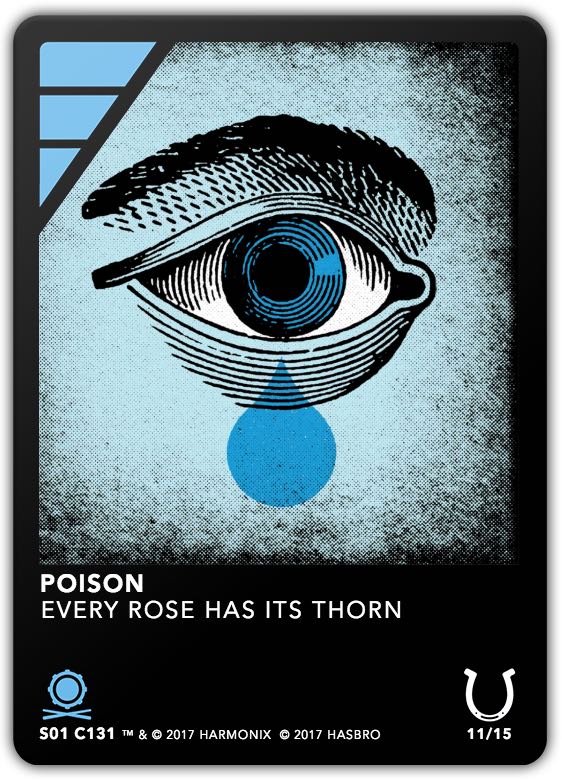 POISON
EVERY ROSE HAS ITS THORN
S01 C131 ™ & © 2017 HARMONIX © 2017 HASBRO
11/15